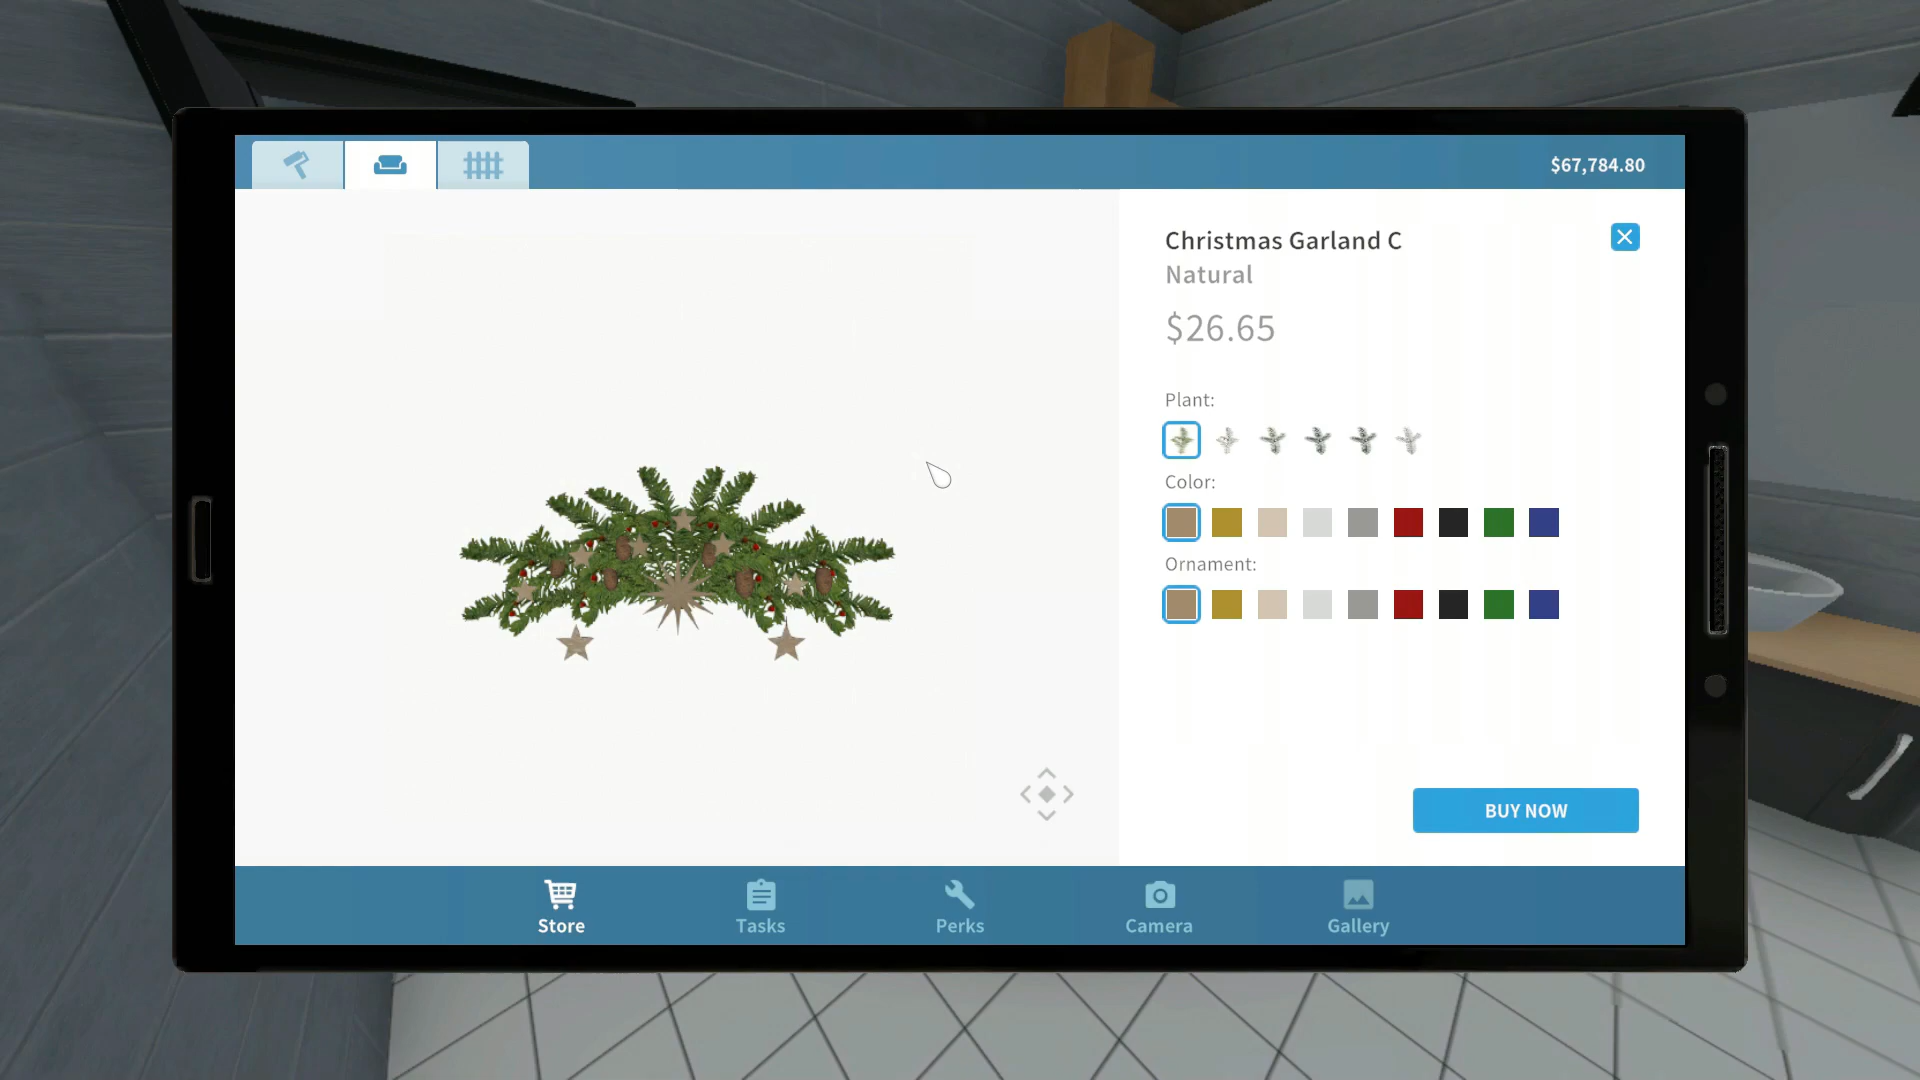 $67,784.80
Christmas Garland C
Natural
$26.65
Plant:
Color:
Ornament:
BUY NOW
Store
Tasks
Perks
Camera
Gallery